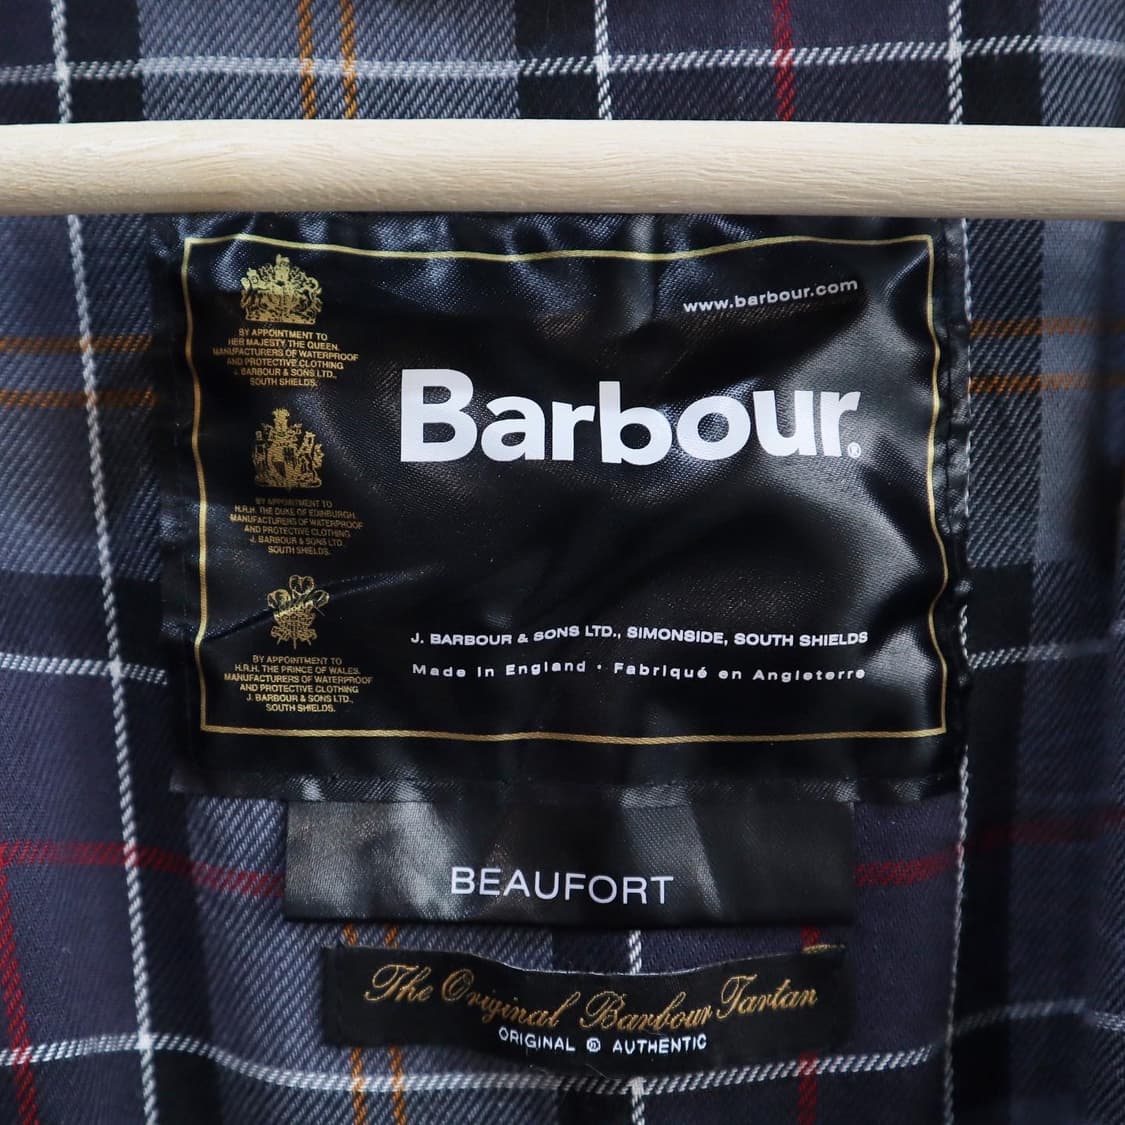 www.barbour.com
BY APPOINTMENT TO
HER MAJESTY THE QUEEN.
MANUFACTURERS OF WATERPROOF
AND PROTECTIVE CLOTHING
J. BARBOUR & SONS LTD.,
SOUTH SHIELDS.
Barbour®
BY APPOINTMENT TO
H.R.H. THE DUKE OF EDINBURGH.
MANUFACTURERS OF WATERPROOF
AND PROTECTIVE CLOTHING
J. BARBOUR & SONS LTD.
SOUTH SHIELDS.
BY APPOINTMENT TO
H.R.H. THE PRINCE OF WALES.
MANUFACTURERS OF WATERPROOF
AND PROTECTIVE CLOTHING
J. BARBOUR & SONS LTD.,
SOUTH SHIELDS.
J. BARBOUR & SONS LTD., SIMONSIDE, SOUTH SHIELDS
Made in England · Fabriqué en Angleterre
BEAUFORT
The Original Barbour Tartan
ORIGINAL ® AUTHENTIC